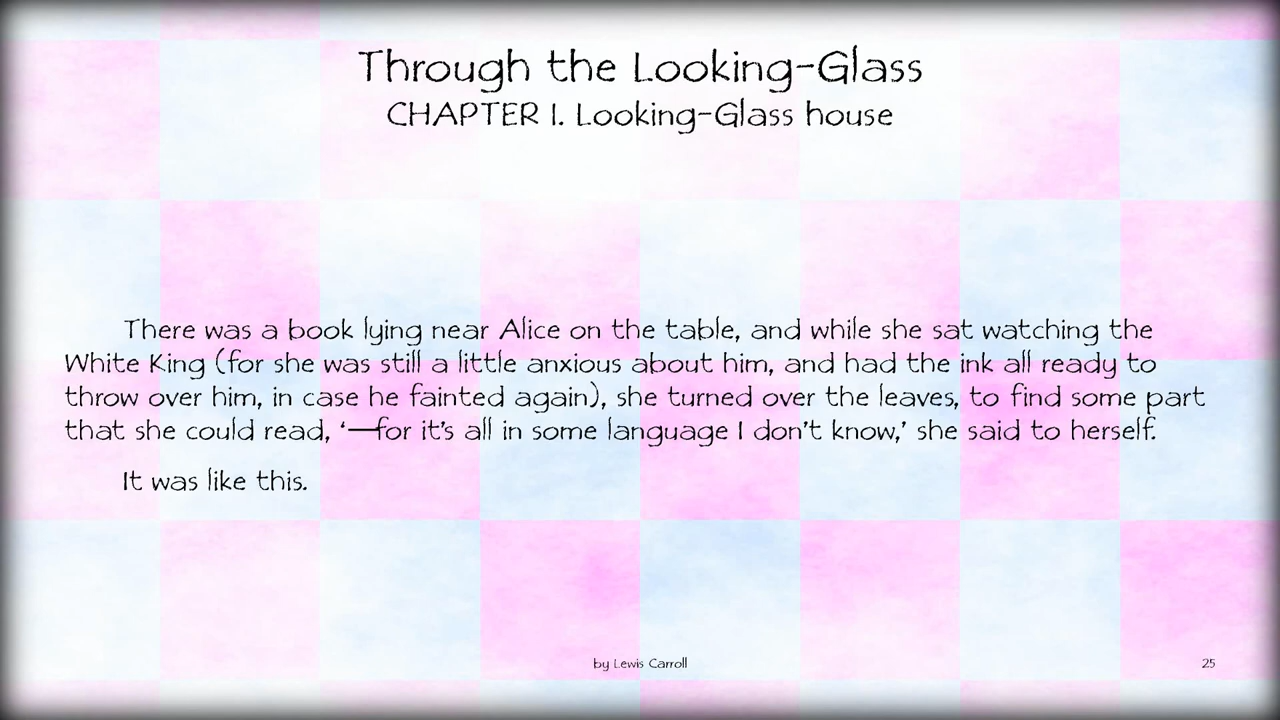 Through the Looking-Glass
CHAPTER I. Looking-Glass house
There was a book lying near Alice on the table, and while she sat watching the
White King (for she was still a little anxious about him, and had the ink all ready to
throw over him, in case he fainted again), she turned over the leaves, to find some part
that she could read, ‘—for it’s all in some language I don’t know,’ she said to herself.
It was like this.
by Lewis Carroll
25